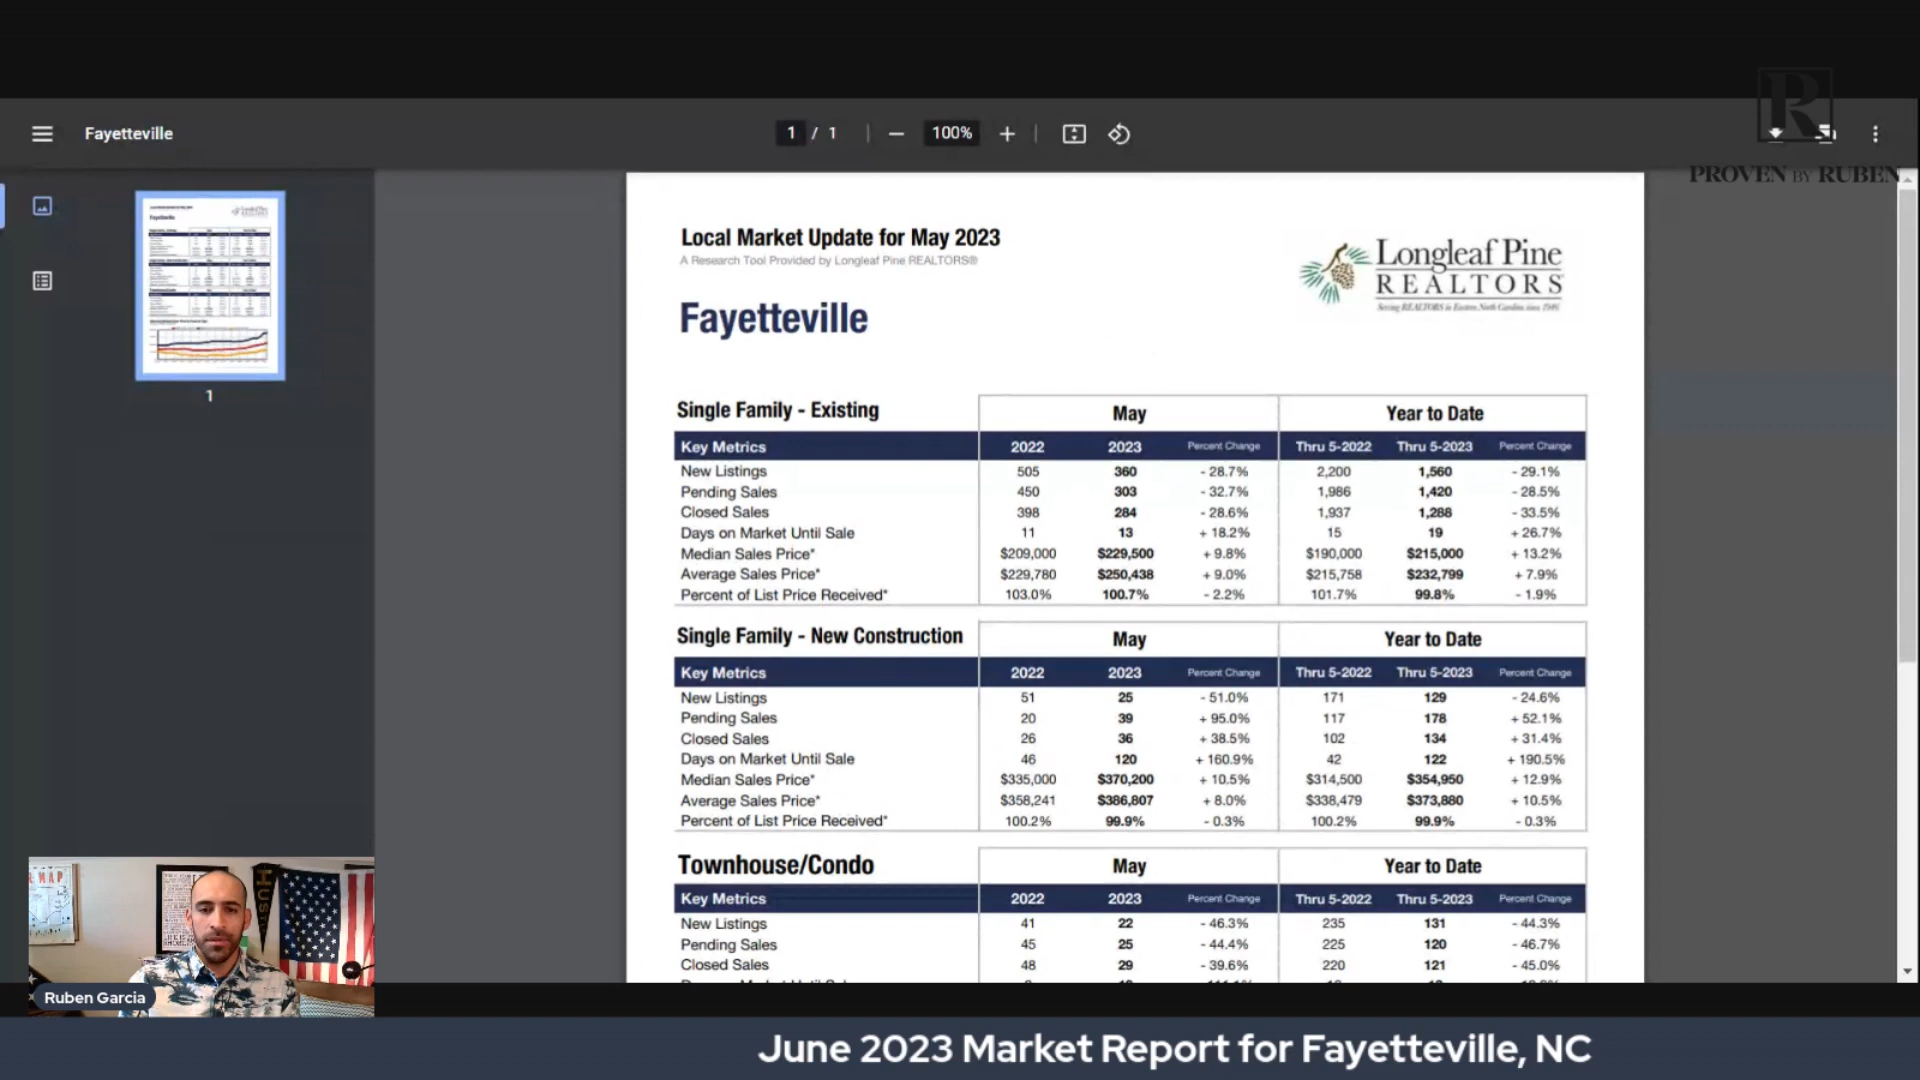 Fayetteville
1 / 1
100%
PROVEN BY RUBEN
1
Local Market Update for May 2023
A Research Tool Provided by Longleaf Pine REALTORS®
Fayetteville
Longleaf Pine
REALTORS
Serving REALTORS in Eastern North Carolina since 1946
Single Family - Existing May Year to Date
Key Metrics 2022 2023 Percent Change Thru 5-2022 Thru 5-2023 Percent Change
New Listings 505 360 - 28.7% 2,200 1,560 - 29.1%
Pending Sales 450 303 - 32.7% 1,986 1,420 - 28.5%
Closed Sales 398 284 - 28.6% 1,937 1,288 - 33.5%
Days on Market Until Sale 11 13 + 18.2% 15 19 + 26.7%
Median Sales Price* $209,000 $229,500 + 9.8% $190,000 $215,000 + 13.2%
Average Sales Price* $229,780 $250,438 + 9.0% $215,758 $232,799 + 7.9%
Percent of List Price Received* 103.0% 100.7% - 2.2% 101.7% 99.8% - 1.9%
Single Family - New Construction May Year to Date
Key Metrics 2022 2023 Percent Change Thru 5-2022 Thru 5-2023 Percent Change
New Listings 51 25 - 51.0% 171 129 - 24.6%
Pending Sales 20 39 + 95.0% 117 178 + 52.1%
Closed Sales 26 36 + 38.5% 102 134 + 31.4%
Days on Market Until Sale 46 120 + 160.9% 42 122 + 190.5%
Median Sales Price* $335,000 $370,200 + 10.5% $314,500 $354,950 + 12.9%
Average Sales Price* $358,241 $386,807 + 8.0% $338,479 $373,880 + 10.5%
Percent of List Price Received* 100.2% 99.9% - 0.3% 100.2% 99.9% - 0.3%
Townhouse/Condo May Year to Date
Key Metrics 2022 2023 Percent Change Thru 5-2022 Thru 5-2023 Percent Change
New Listings 41 22 - 46.3% 235 131 - 44.3%
Pending Sales 45 25 - 44.4% 225 120 - 46.7%
Closed Sales 48 29 - 39.6% 220 121 - 45.0%
MAP
HUS
Ruben Garcia
June 2023 Market Report for Fayetteville, NC